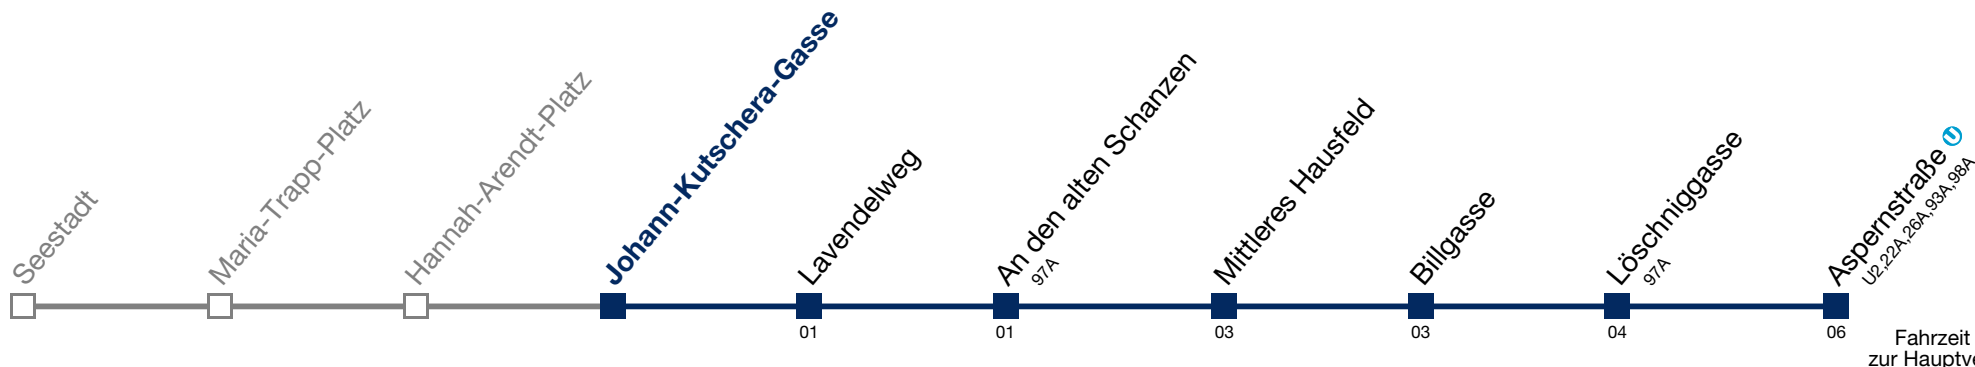 Seestadt
Maria-Trapp-Platz
Hannah-Arendt-Platz
Johann-Kutschera-Gasse
Lavendelweg
01
An den alten Schanzen
97A
01
Mittleres Hausfeld
03
Billgasse
03
Löschniggasse
97A
04
Aspernstraße U
U2,22A,26A,93A,98A
06
Fahrzeit
zur